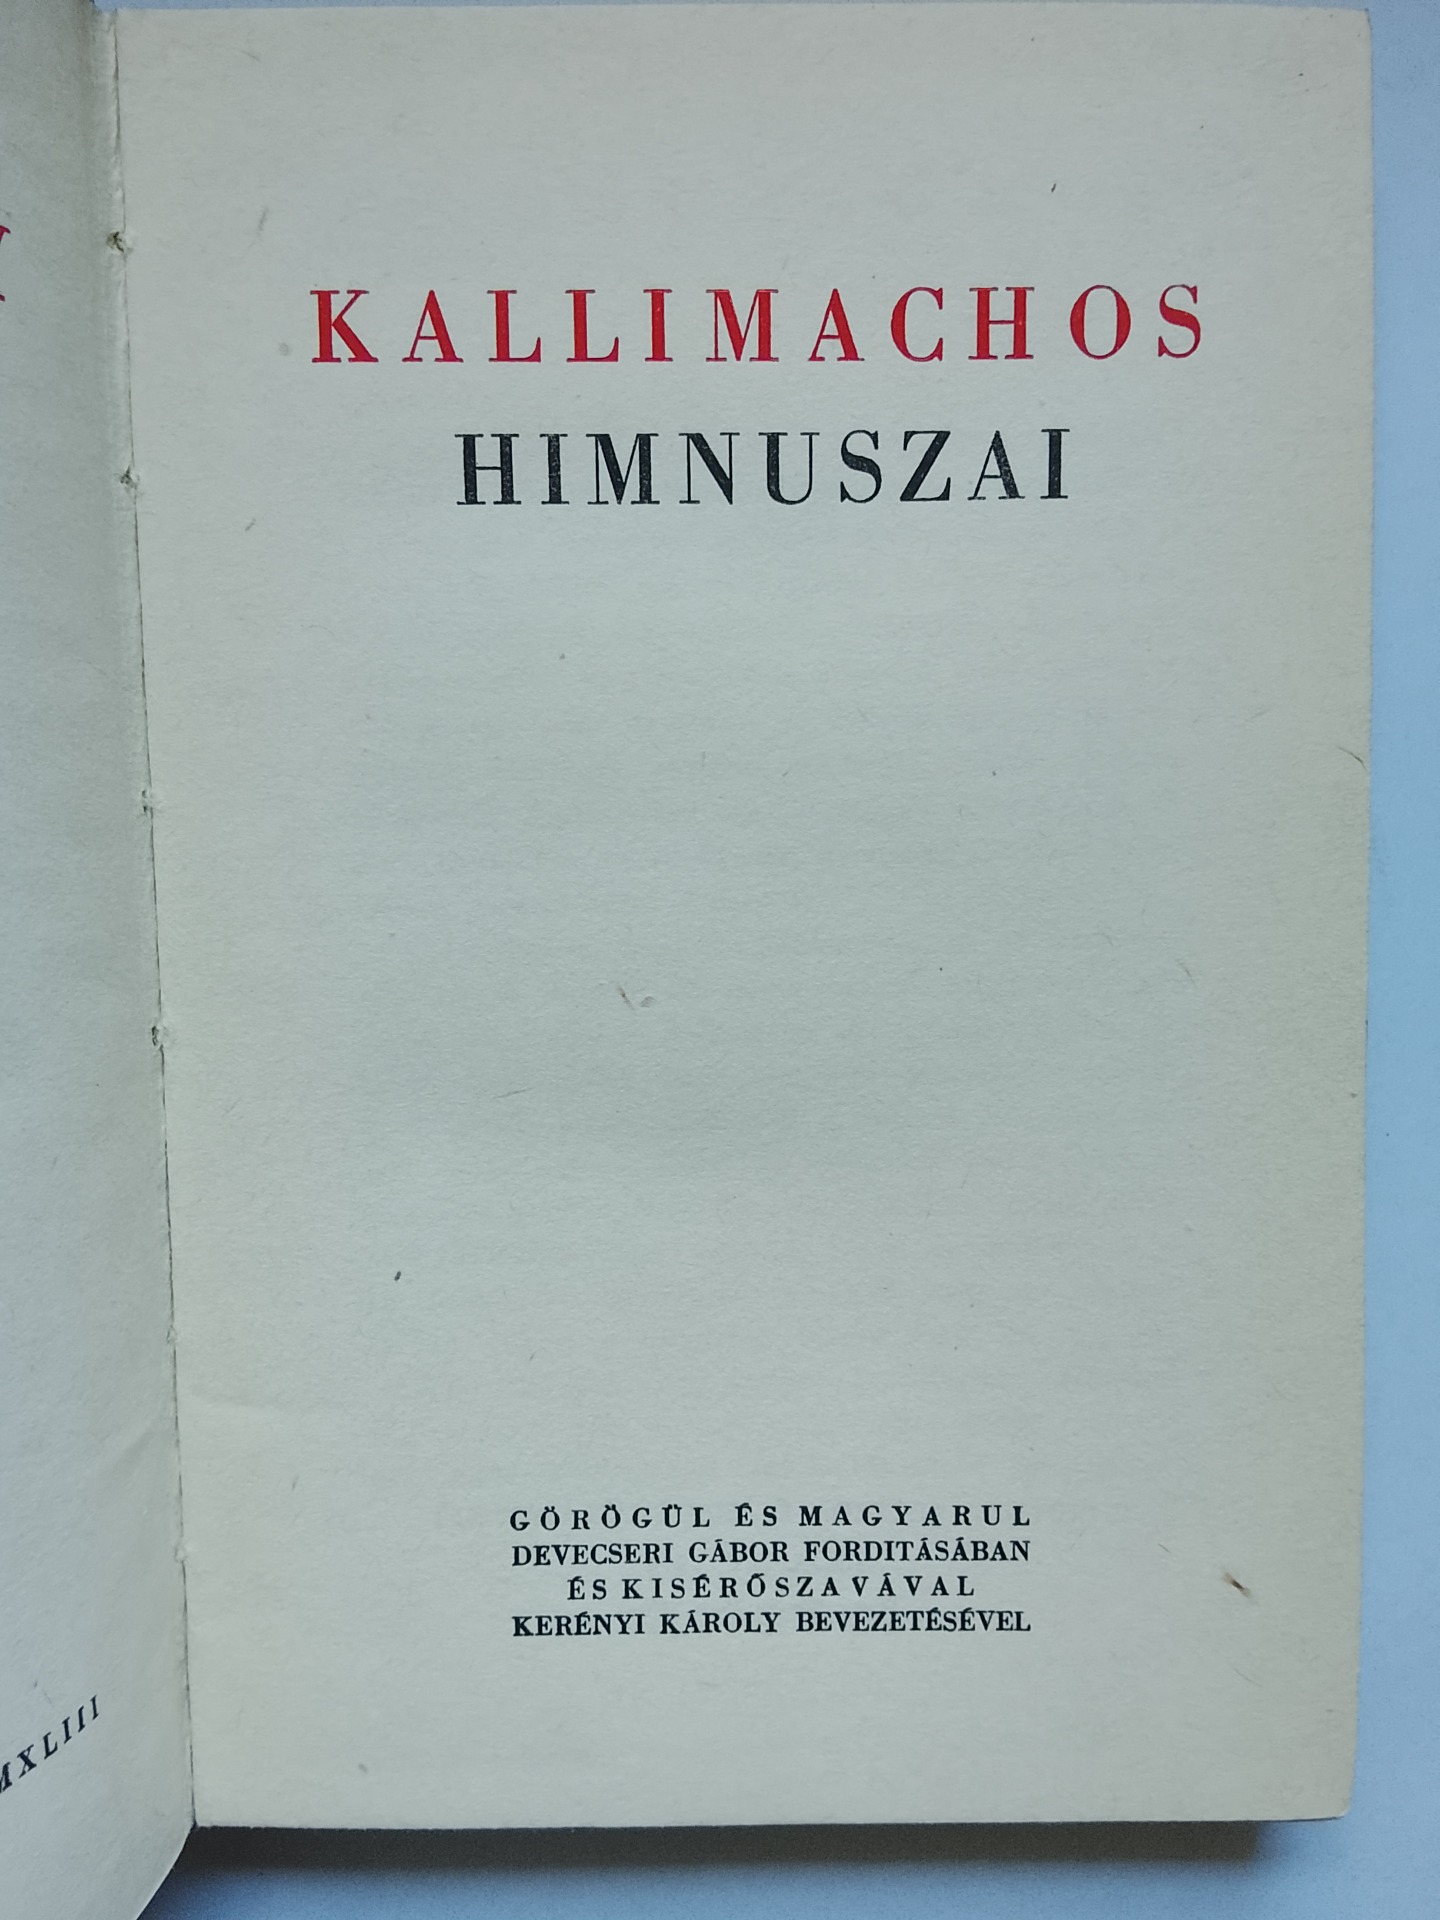 KALLIMACHOS
HIMNUSZAI
GÖRÖGÜL ÉS MAGYARUL
DEVECSERI GÁBOR FORDITÁSÁBAN
ÉS KISÉRŐSZAVÁVAL
KERÉNYI KÁROLY BEVEZETÉSÉVEL
MXLIII